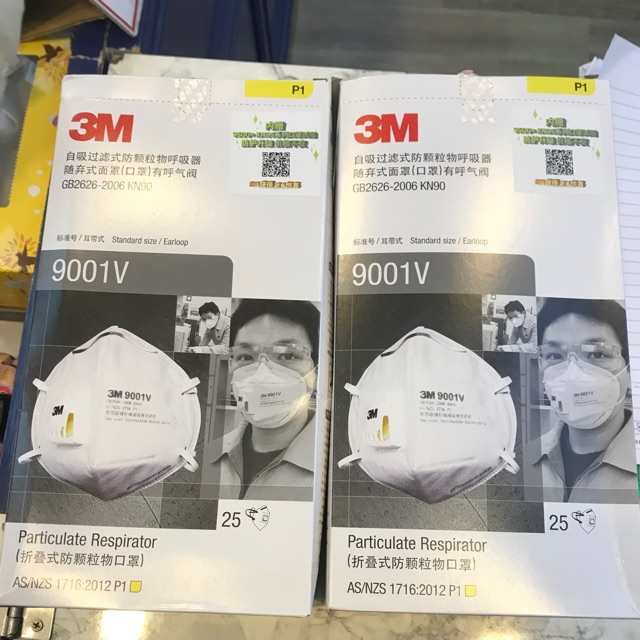 P1
3M
自吸过滤式防颗粒物呼吸器
随弃式面罩(口罩)有呼气阀
GB2626-2006 KN90
标准号/耳带式 Standard size / Earloop
9001V
3M
3M 9001V
3M 9001V
25
Particulate Respirator
(折叠式防颗粒物口罩)
AS/NZS 1716:2012 P1
P1
3M
自吸过滤式防颗粒物呼吸器
随弃式面罩(口罩)有呼气阀
GB2626-2006 KN90
标准号/耳带式 Standard size / Earloop
9001V
3M
3M 9001V
3M 9001V
25
Particulate Respirator
(折叠式防颗粒物口罩)
AS/NZS 1716:2012 P1